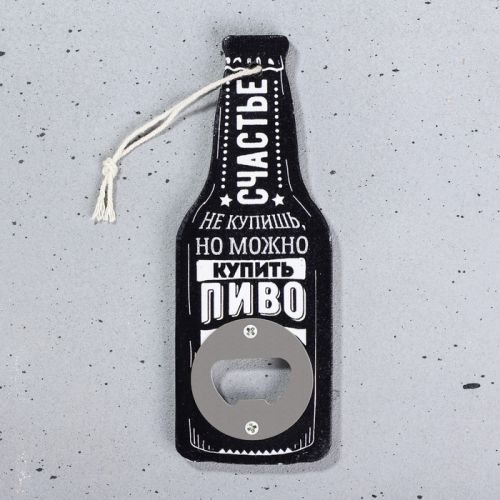 СЧАСТЬЕ
НЕ КУПИШЬ,
НО МОЖНО
КУПИТЬ
ПИВО